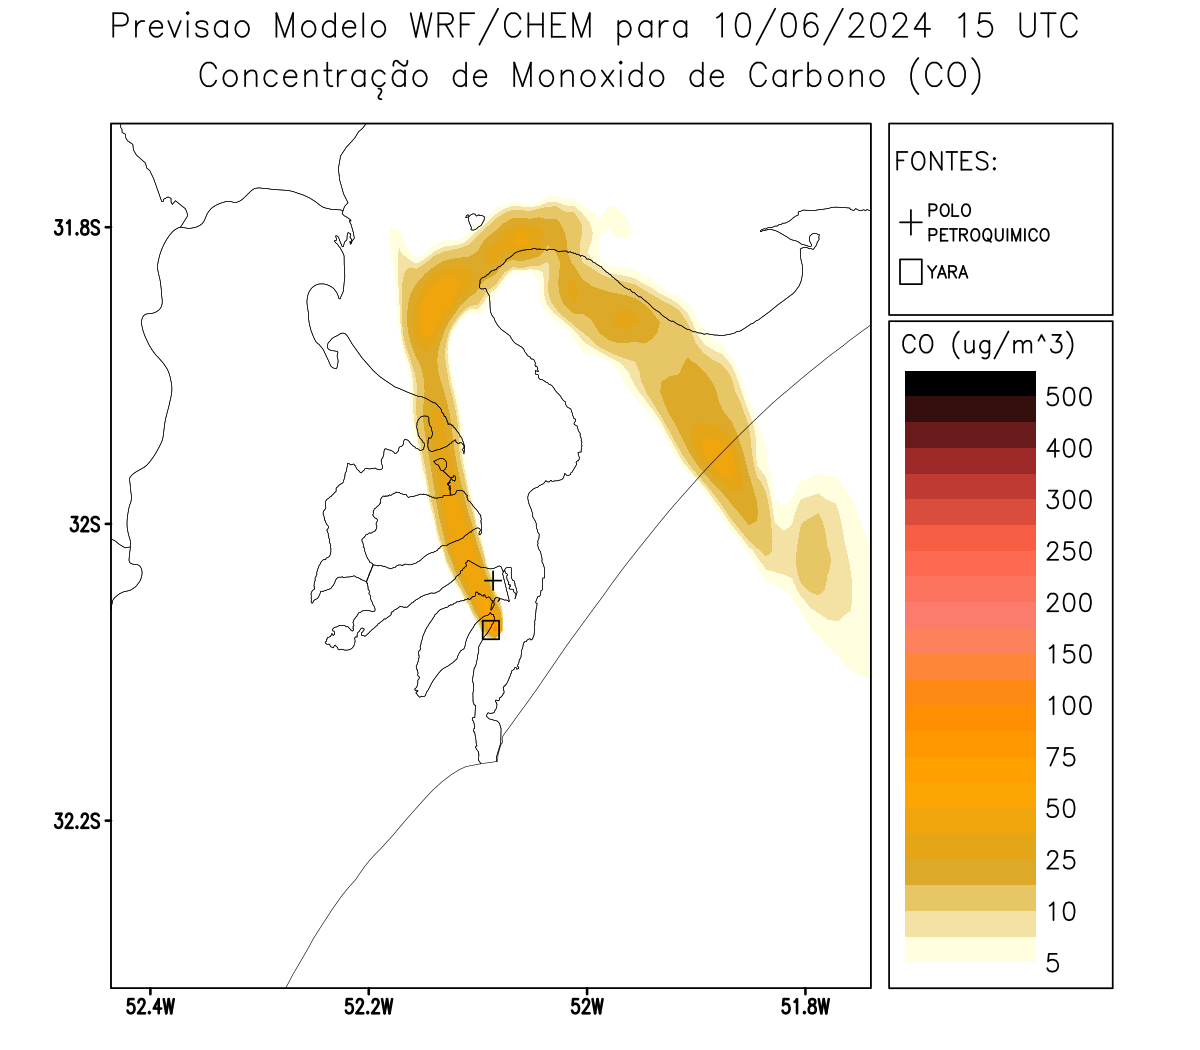 Previsao Modelo WRF/CHEM para 10/06/2024 15 UTC
Concentração de Monoxido de Carbono (CO)
FONTES:
POLO
PETROQUIMICO
YARA
CO (ug/m^3)
500
400
300
250
200
150
100
75
50
25
10
5
31.8S
32S
32.2S
52.4W
52.2W
52W
51.8W